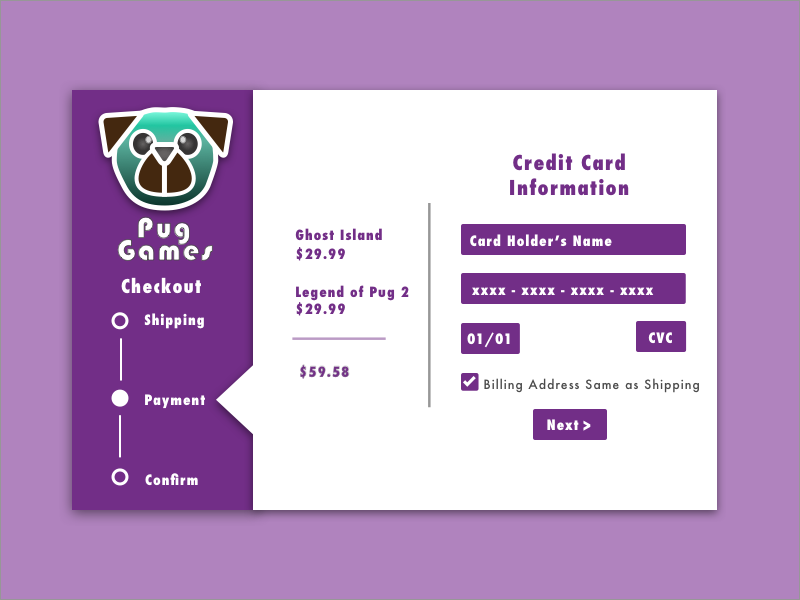 Pug
Games
Checkout
Shipping
Payment
Confirm
Ghost Island
$29.99
Legend of Pug 2
$29.99
$59.58
Credit Card
Information
Card Holder's Name
xxxx - xxxx - xxxx - xxxx
01/01
CVC
Billing Address Same as Shipping
Next >